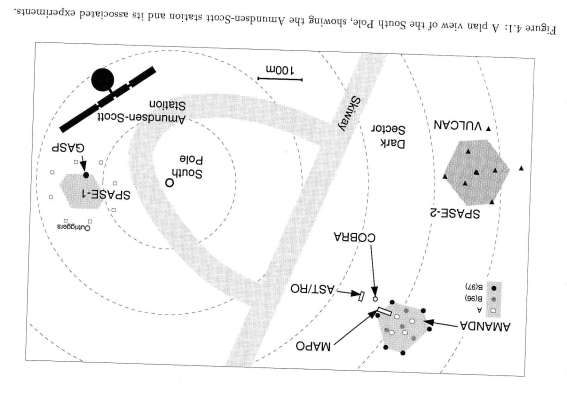 MAPO
AMANDA
A
B(96)
B(97)
AST/RO
COBRA
Outriggers
SPASE-2
SPASE-1
South
Pole
GASP
Dark
Sector
VULCAN
Skiway
Amundsen-Scott
Station
100m
Figure 4.1: A plan view of the South Pole, showing the Amundsen-Scott station and its associated experiments.